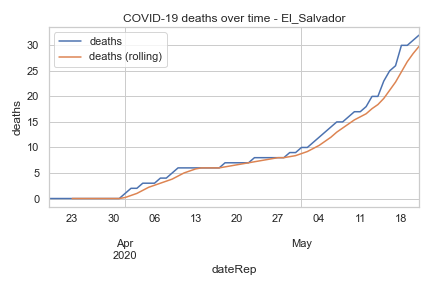 COVID-19 deaths over time - El_Salvador
deaths
deaths (rolling)
30
25
20
15
10
5
0
deaths
23 30 06 13 20 27 04 11 18
Apr May
2020
dateRep